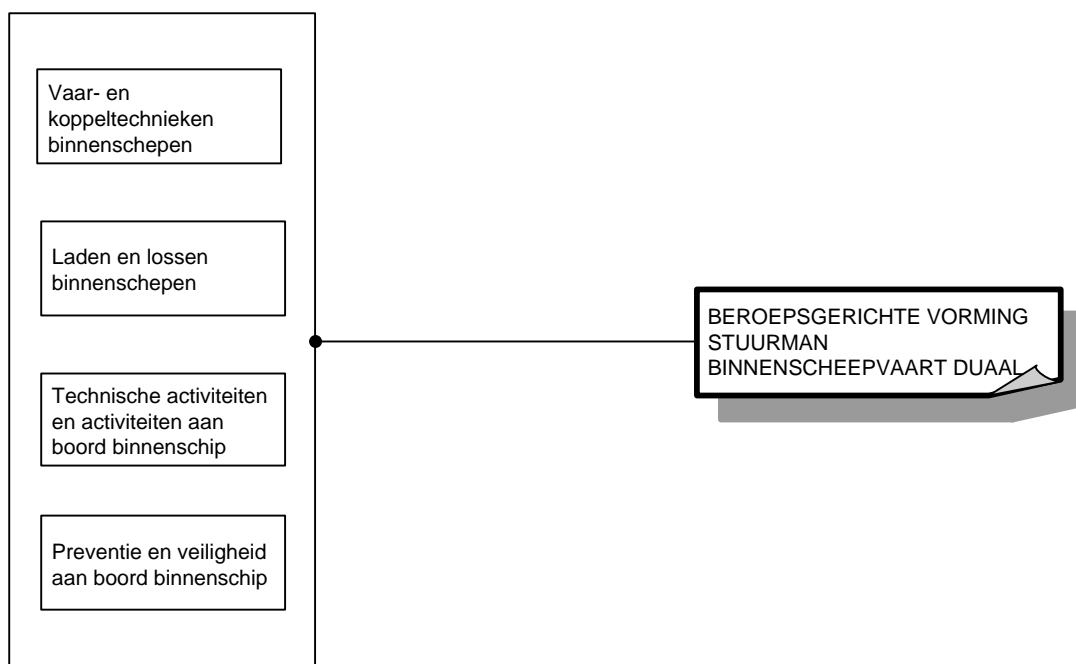 Vaar- en
koppeltechnieken
binnenschepen
Laden en lossen
binnenschepen
Technische activiteiten
en activiteiten aan
boord binnenschip
Preventie en veiligheid
aan boord binnenschip
BEROEPSGERICHTE VORMING
STUURMAN
BINNENSCHEEPVAART DUAAL